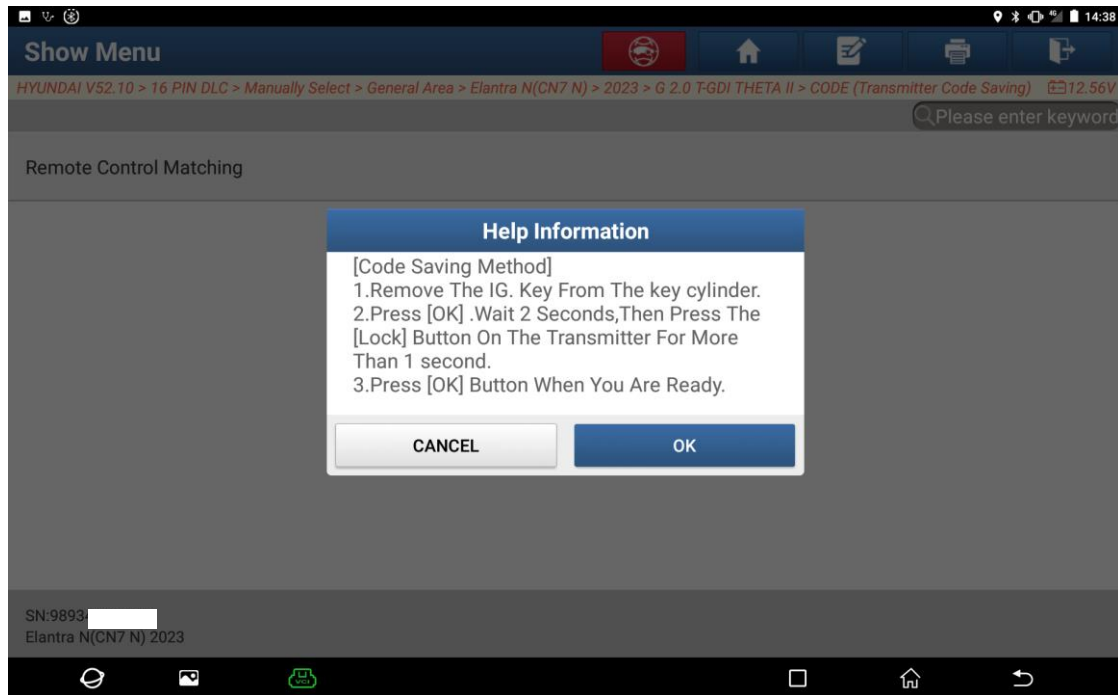 14:38
Show Menu
HYUNDAI V52.10 > 16 PIN DLC > Manually Select > General Area > Elantra N(CN7 N) > 2023 > G 2.0 T-GDI THETA II > CODE (Transmitter Code Saving) 12.56V
Please enter keyword
Remote Control Matching
Help Information
[Code Saving Method]
1.Remove The IG. Key From The key cylinder.
2.Press [OK] .Wait 2 Seconds,Then Press The
[Lock] Button On The Transmitter For More
Than 1 second.
3.Press [OK] Button When You Are Ready.
CANCEL OK
SN:9893
Elantra N(CN7 N) 2023
VCI